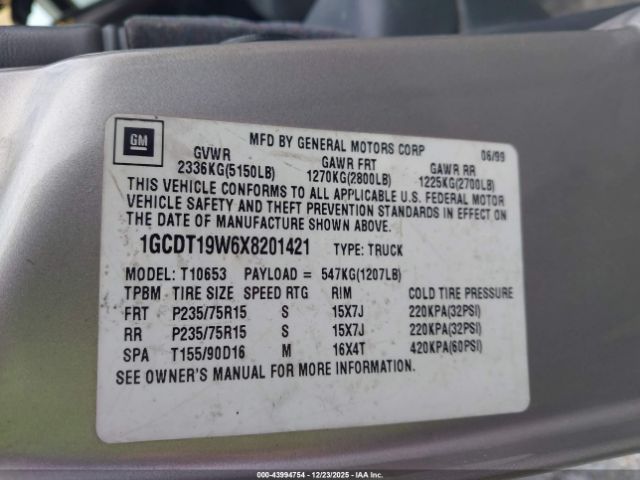 GM
MFD BY GENERAL MOTORS CORP 06/99
GVWR GAWR FRT GAWR RR
2336KG(5150LB) 1270KG(2800LB) 1225KG(2700LB)
THIS VEHICLE CONFORMS TO ALL APPLICABLE U.S. FEDERAL MOTOR
VEHICLE SAFETY AND THEFT PREVENTION STANDARDS IN EFFECT ON
THE DATE OF MANUFACTURE SHOWN ABOVE.
1GCDT19W6X8201421 TYPE: TRUCK
MODEL: T10653 PAYLOAD = 547KG(1207LB)
TPBM TIRE SIZE SPEED RTG RIM COLD TIRE PRESSURE
FRT P235/75R15 S 15X7J 220KPA(32PSI)
RR P235/75R15 S 15X7J 220KPA(32PSI)
SPA T155/90D16 M 16X4T 420KPA(60PSI)
SEE OWNER'S MANUAL FOR MORE INFORMATION.
000-43994754 - 12/23/2025 - IAA Inc.